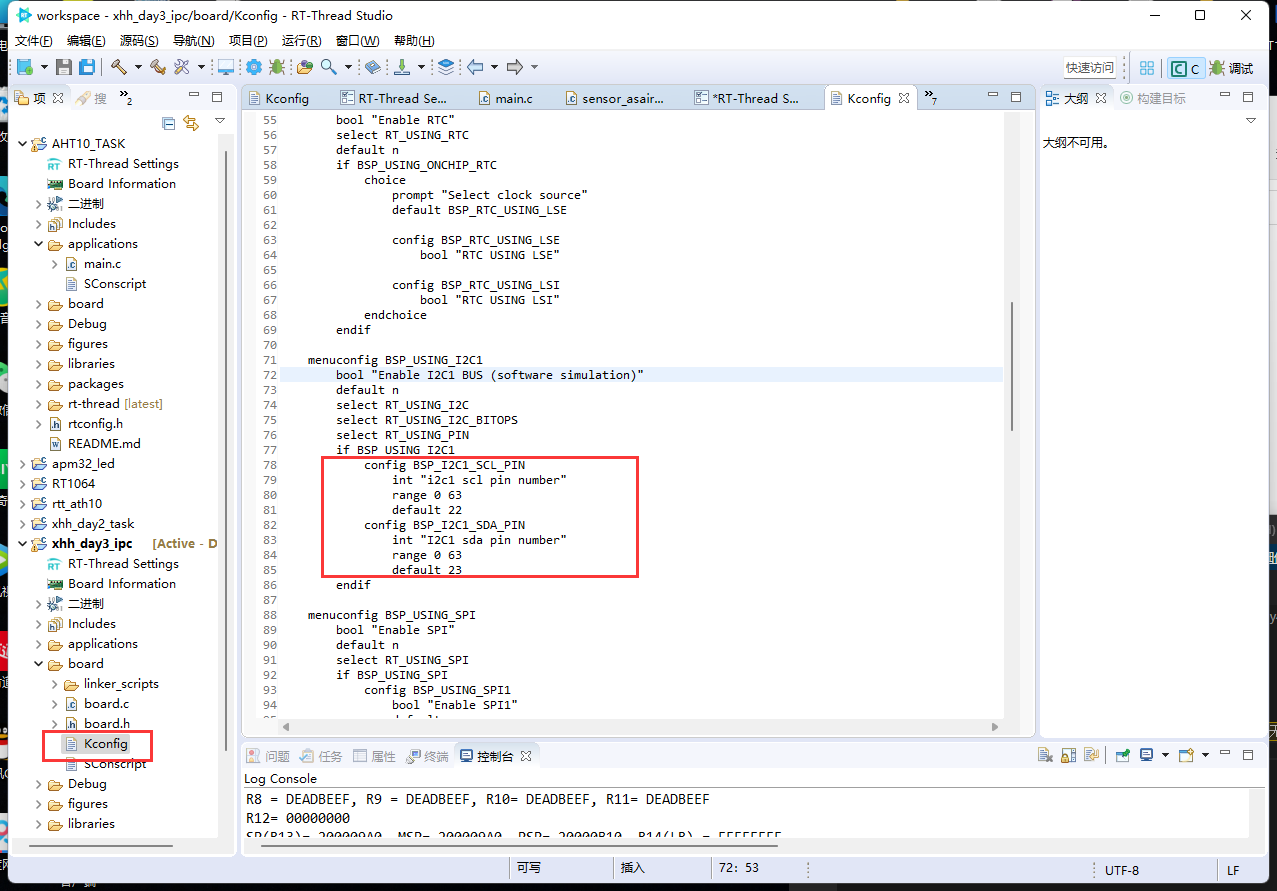 workspace - xhh_day3_ipc/board/Kconfig - RT-Thread Studio
文件(F) 编辑(E) 源码(S) 导航(N) 项目(P) 运行(R) 窗口(W) 帮助(H)
快速访问 C 调试
项 搜 »2
AHT10_TASK
RT-Thread Settings
Board Information
二进制
Includes
applications
main.c
SConscript
board
Debug
figures
libraries
packages
rt-thread [latest]
rtconfig.h
README.md
apm32_led
RT1064
rtt_ath10
xhh_day2_task
xhh_day3_ipc [Active - D
RT-Thread Settings
Board Information
二进制
Includes
applications
board
linker_scripts
board.c
board.h
Kconfig
SConscript
Debug
figures
libraries
Kconfig RT-Thread Se... main.c sensor_asair... *RT-Thread S... Kconfig »7
55 bool "Enable RTC"
56 select RT_USING_RTC
57 default n
58 if BSP_USING_ONCHIP_RTC
59 choice
60 prompt "Select clock source"
61 default BSP_RTC_USING_LSE
62
63 config BSP_RTC_USING_LSE
64 bool "RTC USING LSE"
65
66 config BSP_RTC_USING_LSI
67 bool "RTC USING LSI"
68 endchoice
69 endif
70
71 menuconfig BSP_USING_I2C1
72 bool "Enable I2C1 BUS (software simulation)"
73 default n
74 select RT_USING_I2C
75 select RT_USING_I2C_BITOPS
76 select RT_USING_PIN
77 if BSP_USING_I2C1
78 config BSP_I2C1_SCL_PIN
79 int "i2c1 scl pin number"
80 range 0 63
81 default 22
82 config BSP_I2C1_SDA_PIN
83 int "I2C1 sda pin number"
84 range 0 63
85 default 23
86 endif
87
88 menuconfig BSP_USING_SPI
89 bool "Enable SPI"
90 default n
91 select RT_USING_SPI
92 if BSP_USING_SPI
93 config BSP_USING_SPI1
94 bool "Enable SPI1"
大纲 构建目标
大纲不可用。
问题 任务 属性 终端 控制台
Log Console
R8 = DEADBEEF, R9 = DEADBEEF, R10= DEADBEEF, R11= DEADBEEF
R12= 00000000
SP(R13)= 200009A0, MSP= 200009A0, PSP= 20000B10, R14(LR) = FFFFFFFF
可写 插入 72: 53 UTF-8 LF